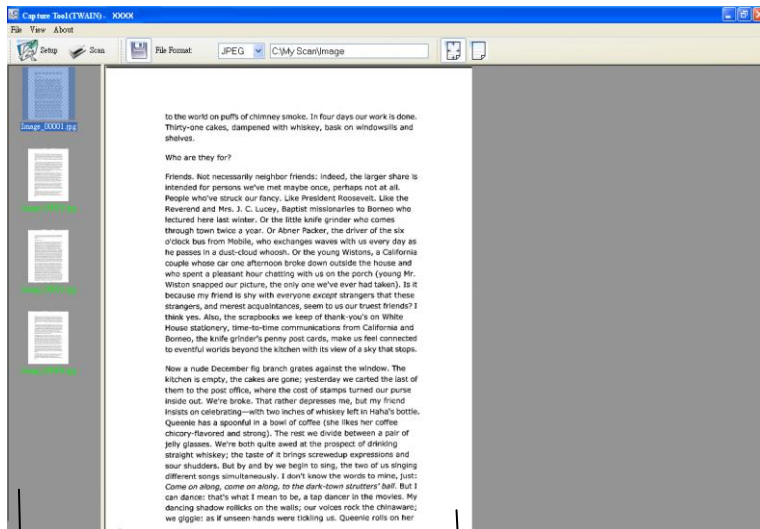 Capture Tool(TWAIN) - XXXX
File View About
Setup Scan File Format: JPEG C:\My Scan\Image
Image_00001.jpg
to the world on puffs of chimney smoke. In four days our work is done.
Thirty-one cakes, dampened with whiskey, bask on windowsills and
shelves.
Who are they for?
Friends. Not necessarily neighbor friends: indeed, the larger share is
intended for persons we've met maybe once, perhaps not at all.
People who've struck our fancy. Like President Roosevelt. Like the
Reverend and Mrs. J. C. Lucey, Baptist missionaries to Borneo who
lectured here last winter. Or the little knife grinder who comes
through town twice a year. Or Abner Packer, the driver of the six
o'clock bus from Mobile, who exchanges waves with us every day as
he passes in a dust-cloud whoosh. Or the young Wistons, a California
couple whose car one afternoon broke down outside the house and
who spent a pleasant hour chatting with us on the porch (young Mr.
Wiston snapped our picture, the only one we've ever had taken). Is it
because my friend is shy with everyone except strangers that these
strangers, and merest acquaintances, seem to us our truest friends? I
think yes. Also, the scrapbooks we keep of thank-you's on White
House stationery, time-to-time communications from California and
Borneo, the knife grinder's penny post cards, make us feel connected
to eventful worlds beyond the kitchen with its view of a sky that stops.
Now a nude December fig branch grates against the window. The
kitchen is empty, the cakes are gone; yesterday we carted the last of
them to the post office, where the cost of stamps turned our purse
inside out. We're broke. That rather depresses me, but my friend
insists on celebrating—with two inches of whiskey left in Haha's bottle.
Queenie has a spoonful in a bowl of coffee (she likes her coffee
chicory-flavored and strong). The rest we divide between a pair of
jelly glasses. We're both quite awed at the prospect of drinking
straight whiskey; the taste of it brings screwedup expressions and
sour shudders. But by and by we begin to sing, the two of us singing
different songs simultaneously. I don't know the words to mine, just:
Come on along, come on along, to the dark-town strutters' ball. But I
can dance: that's what I mean to be, a tap dancer in the movies. My
dancing shadow rollicks on the walls; our voices rock the chinaware;
we giggle: as if unseen hands were tickling us. Queenie rolls on her